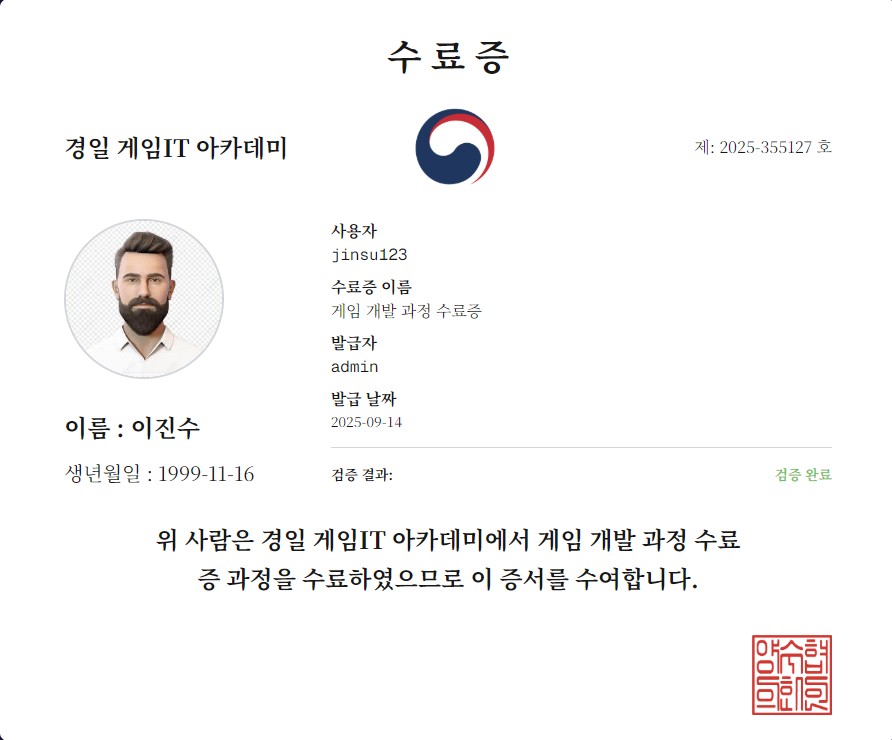 수료증
경일 게임IT 아카데미
제: 2025-355127 호
사용자
jinsu123
수료증 이름
게임 개발 과정 수료증
발급자
admin
발급 날짜
2025-09-14
이름 : 이진수
생년월일 : 1999-11-16
검증 결과:
검증 완료
위 사람은 경일 게임IT 아카데미에서 게임 개발 과정 수료
증 과정을 수료하였으므로 이 증서를 수여합니다.